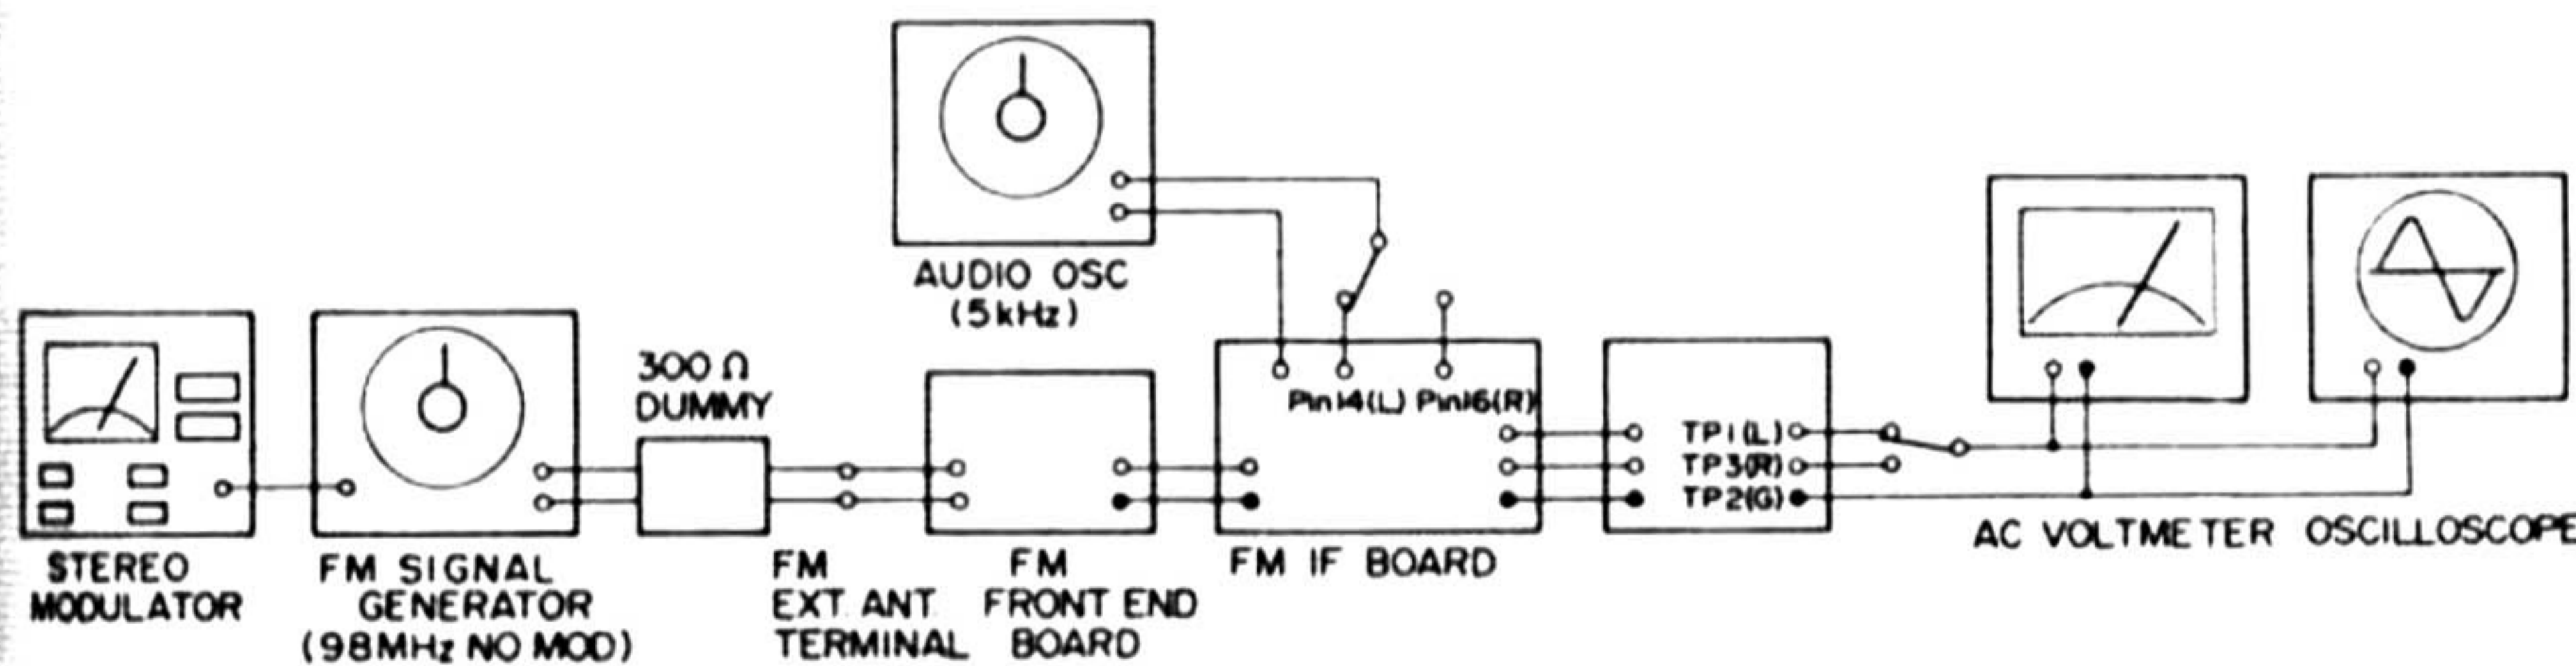 AUDIO OSC
(5kHz)
300Ω
DUMMY
Pin14(L) Pin16(R)
TP1(L)
TP3(R)
TP2(G)
STEREO
MODULATOR
FM SIGNAL
GENERATOR
(98MHz NO MOD)
FM
EXT. ANT.
TERMINAL
FM
FRONT END
BOARD
FM IF BOARD
AC VOLTMETER
OSCILLOSCOPE